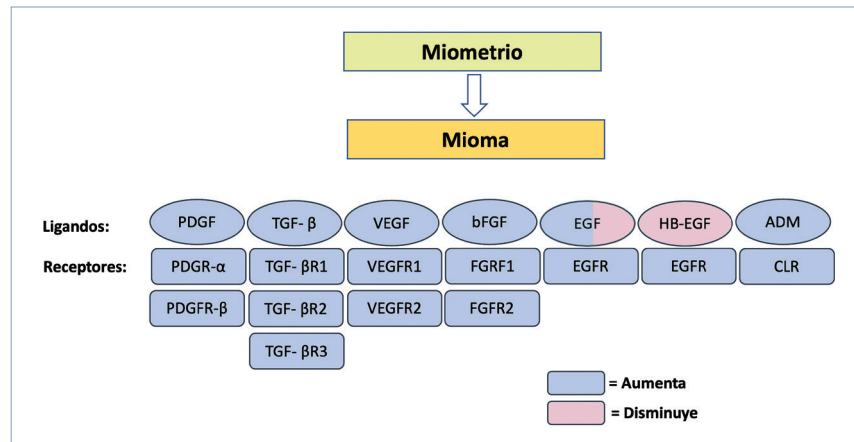 Miometrio
Mioma
Ligandos: PDGF TGF- β VEGF bFGF EGF HB-EGF ADM
Receptores: PDGR-α TGF- βR1 VEGFR1 FGRF1 EGFR EGFR CLR
PDGFR-β TGF- βR2 VEGFR2 FGFR2
TGF- βR3
= Aumenta
= Disminuye